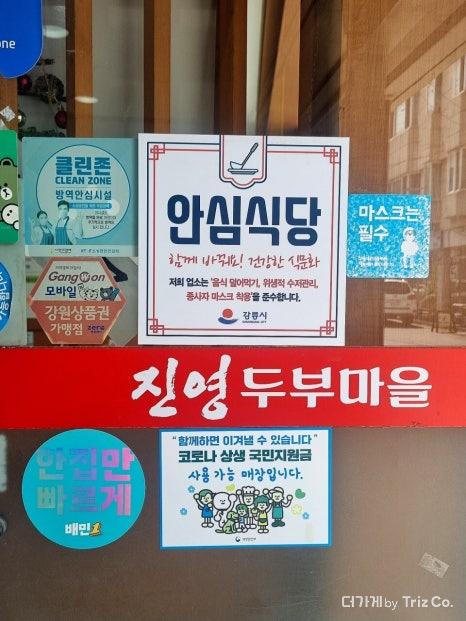 one
클린존
CLEAN ZONE
방역안심시설
안심식당
함께 바꿔요! 건강한 식문화
저희 업소는 '음식 덜어먹기, 위생적 수저관리,
종사자 마스크 착용'을 준수합니다.
강릉시
마스크는
필수
GangOn
모바일
강원상품권
가맹점 zero
진영두부마을
한집만
빠르게
배민1
"함께하면 이겨낼 수 있습니다"
코로나 상생 국민지원금
사용 가능 매장입니다.
더가게 by Triz Co.